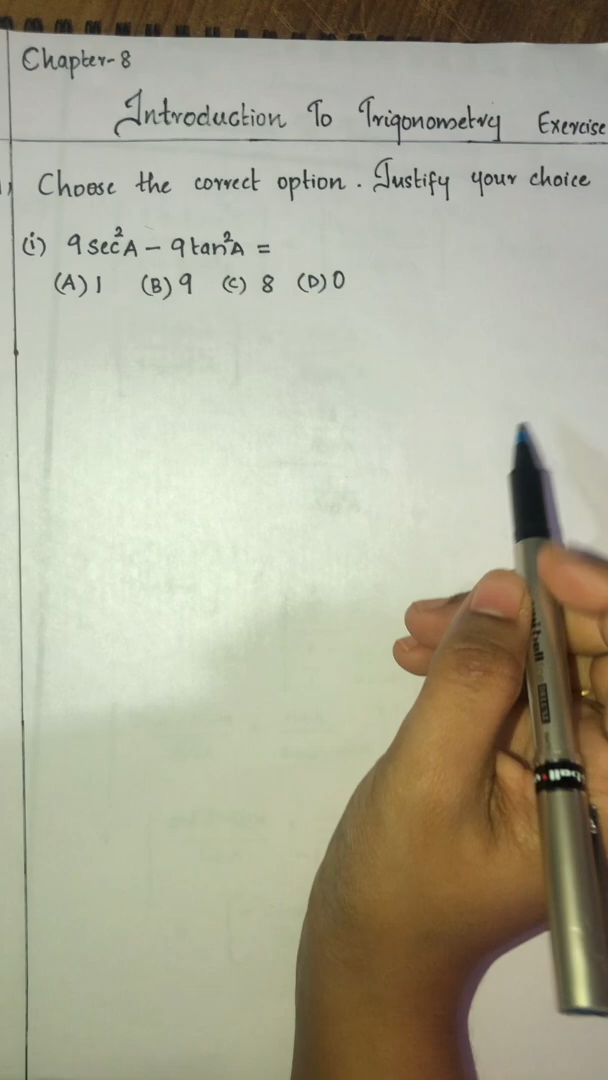 Chapter-8
Introduction To Trigonometry Exercise
Choose the correct option. Justify your choice
(i) 9 sec²A - 9 tan²A =
(A) 1 (B) 9 (C) 8 (D) 0